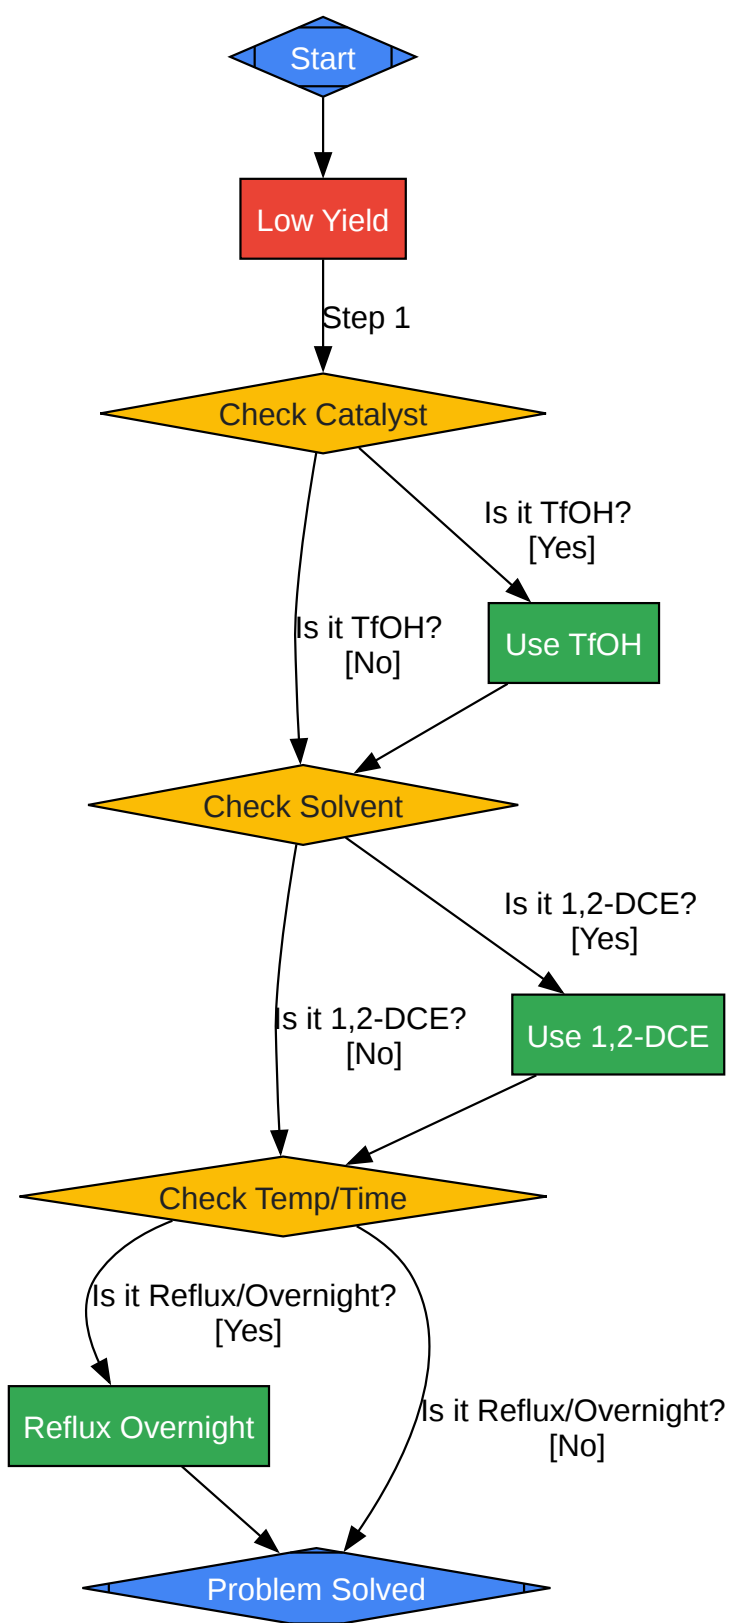 Start
Low Yield
Step 1
Check Catalyst
Is it TfOH?
[Yes]
Is it TfOH?
[No]
Use TfOH
Check Solvent
Is it 1,2-DCE?
[Yes]
Is it 1,2-DCE?
[No]
Use 1,2-DCE
Check Temp/Time
Is it Reflux/Overnight?
[Yes]
Is it Reflux/Overnight?
[No]
Reflux Overnight
Problem Solved